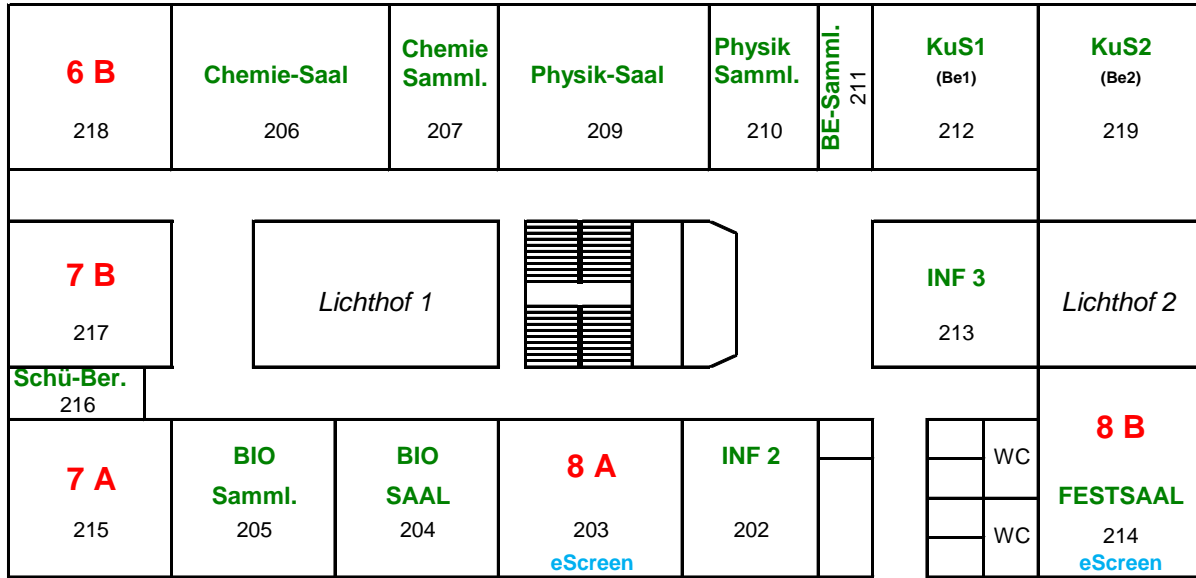 6 B
218
Chemie-Saal
206
Chemie
Samml.
207
Physik-Saal
209
Physik
Samml.
210
BE-Samml.
211
KuS1
(Be1)
212
KuS2
(Be2)
219
7 B
217
Lichthof 1
INF 3
213
Lichthof 2
Schü-Ber.
216
7 A
215
BIO
Samml.
205
BIO
SAAL
204
8 A
203
eScreen
INF 2
202
WC
WC
8 B
FESTSAAL
214
eScreen